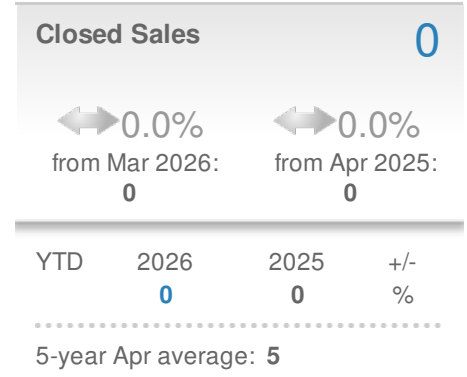 Closed Sales 0
0.0% 0.0%
from Mar 2026: from Apr 2025:
0 0
YTD 2026 2025 +/-
0 0 %
5-year Apr average: 5